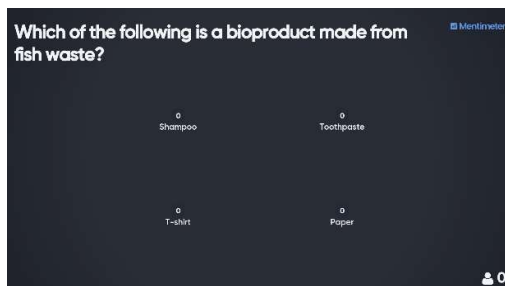 Which of the following is a bioproduct made from
fish waste?
Mentimeter
0
Shampoo
0
Toothpaste
0
T-shirt
0
Paper
0